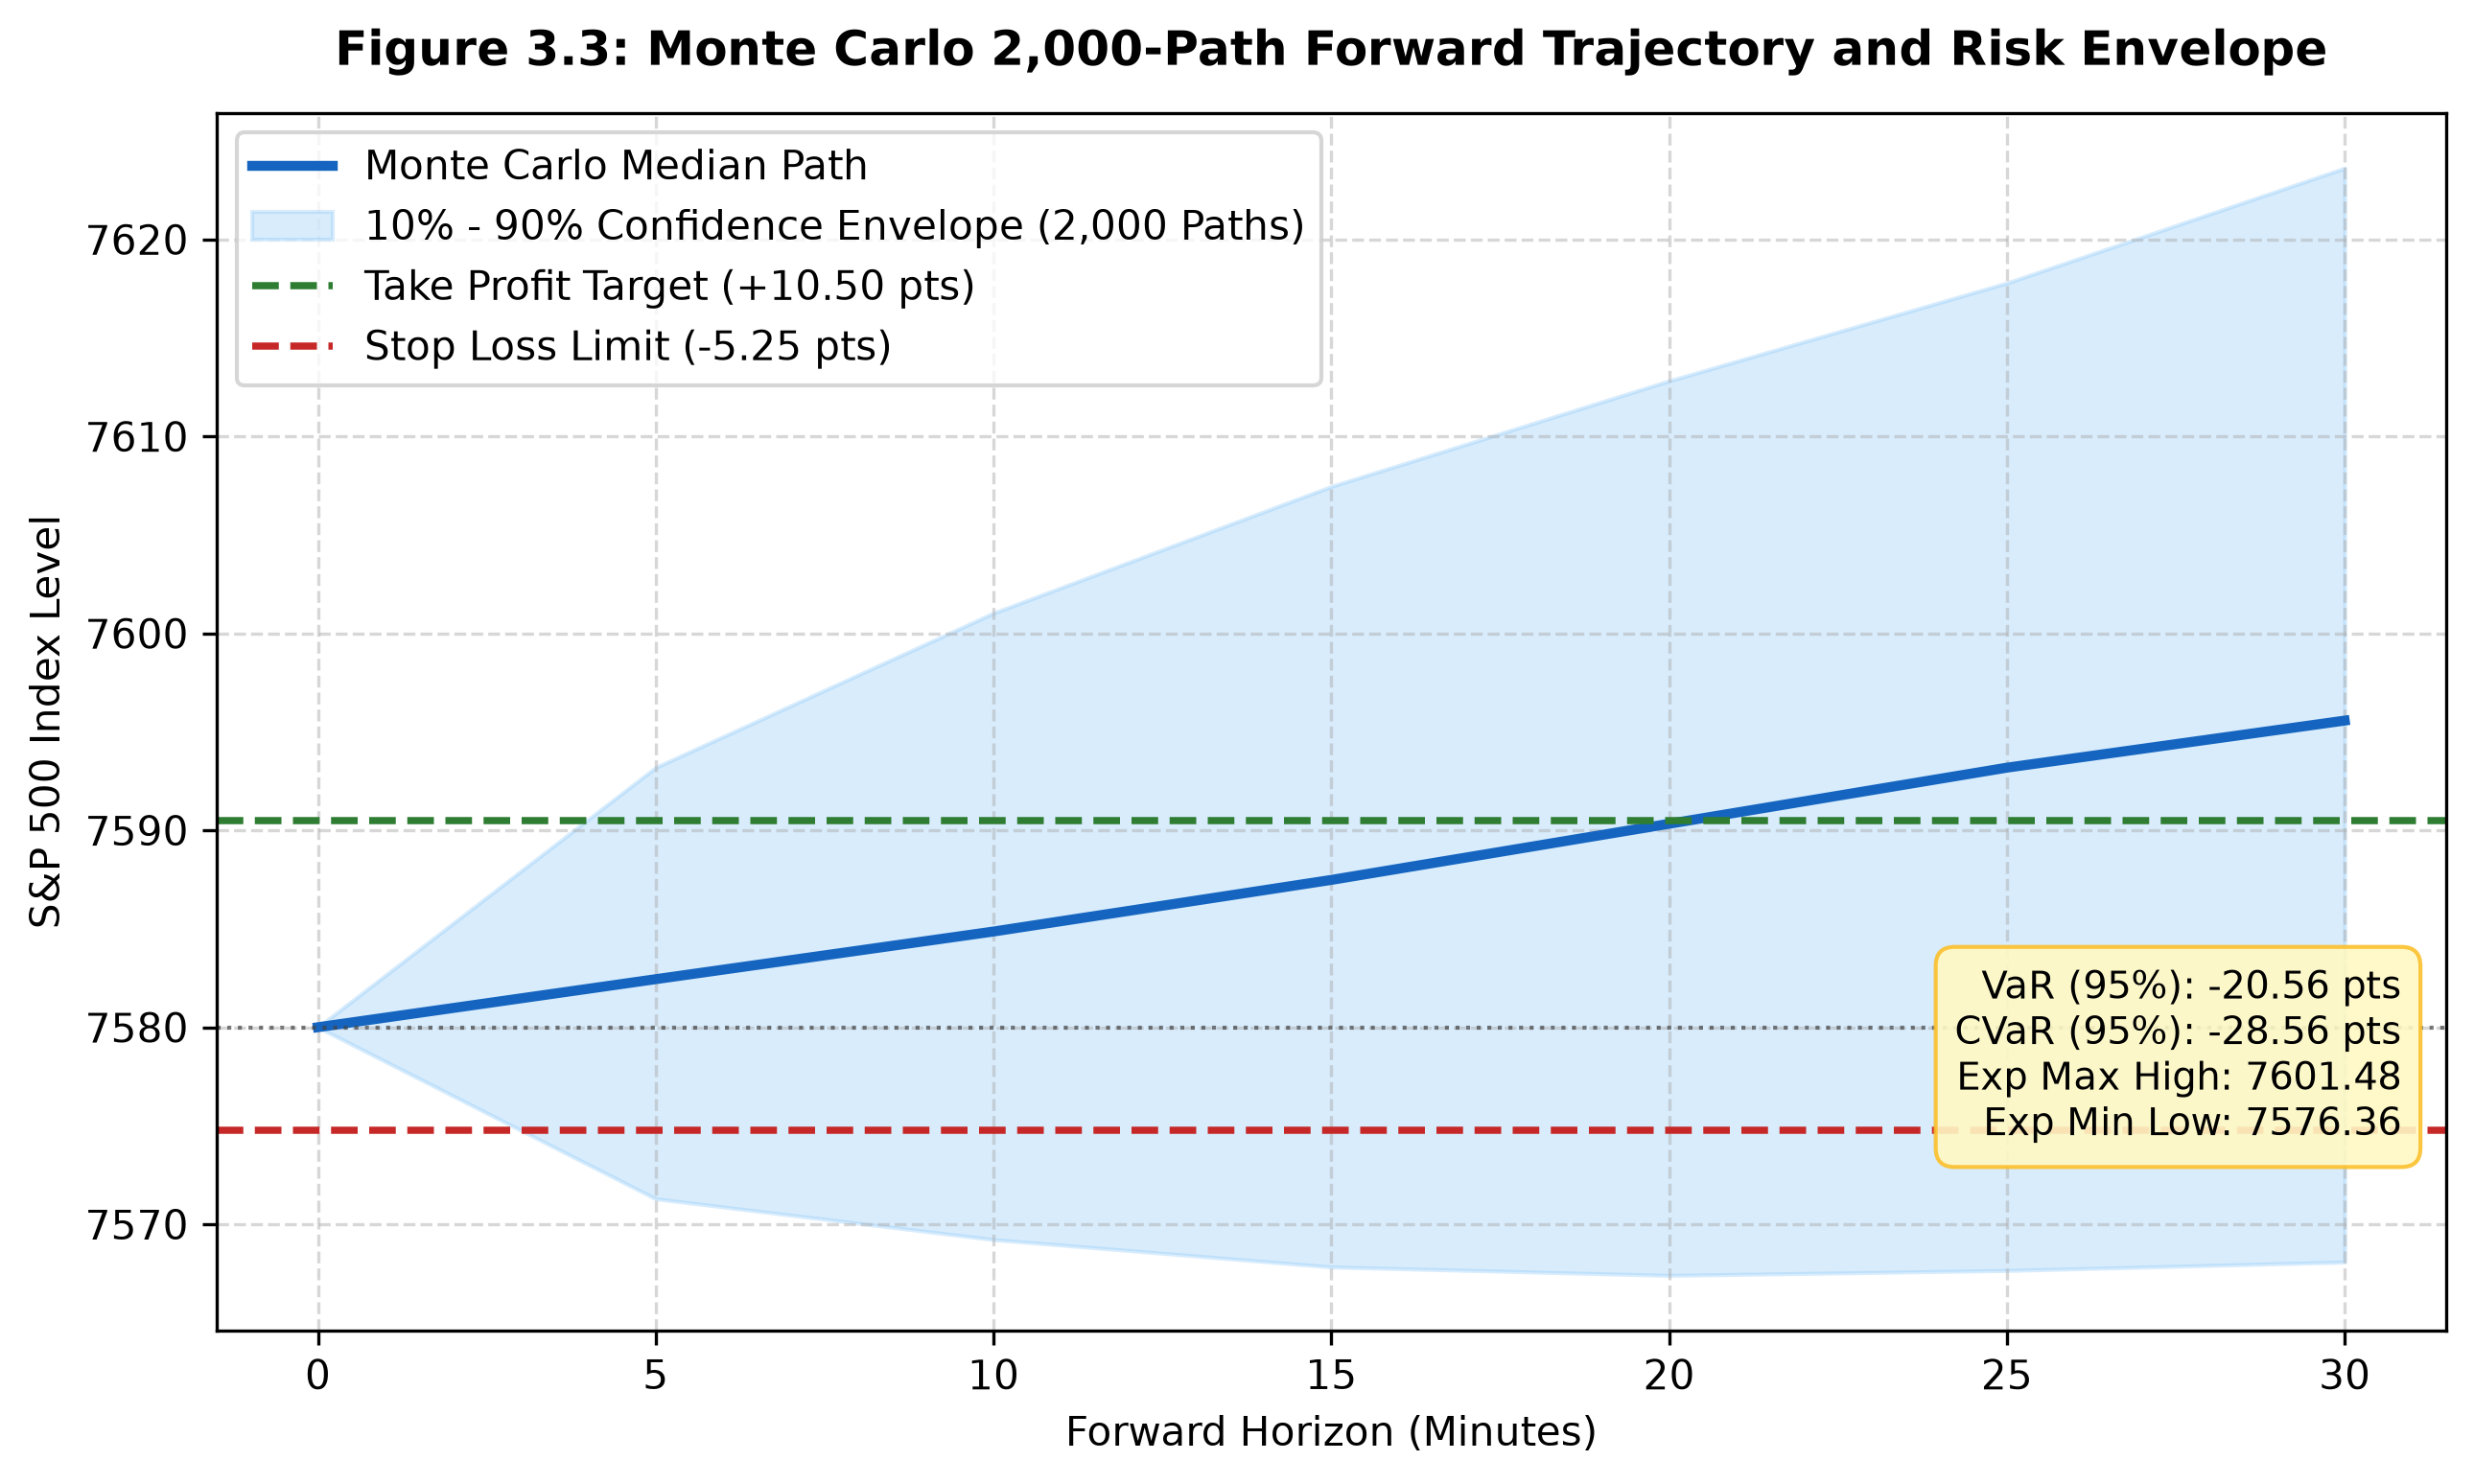 Figure 3.3: Monte Carlo 2,000-Path Forward Trajectory and Risk Envelope
Monte Carlo Median Path
10% - 90% Confidence Envelope (2,000 Paths)
Take Profit Target (+10.50 pts)
Stop Loss Limit (-5.25 pts)
S&P 500 Index Level
7620
7610
7600
7590
7580
7570
VaR (95%): -20.56 pts
CVaR (95%): -28.56 pts
Exp Max High: 7601.48
Exp Min Low: 7576.36
0 5 10 15 20 25 30
Forward Horizon (Minutes)